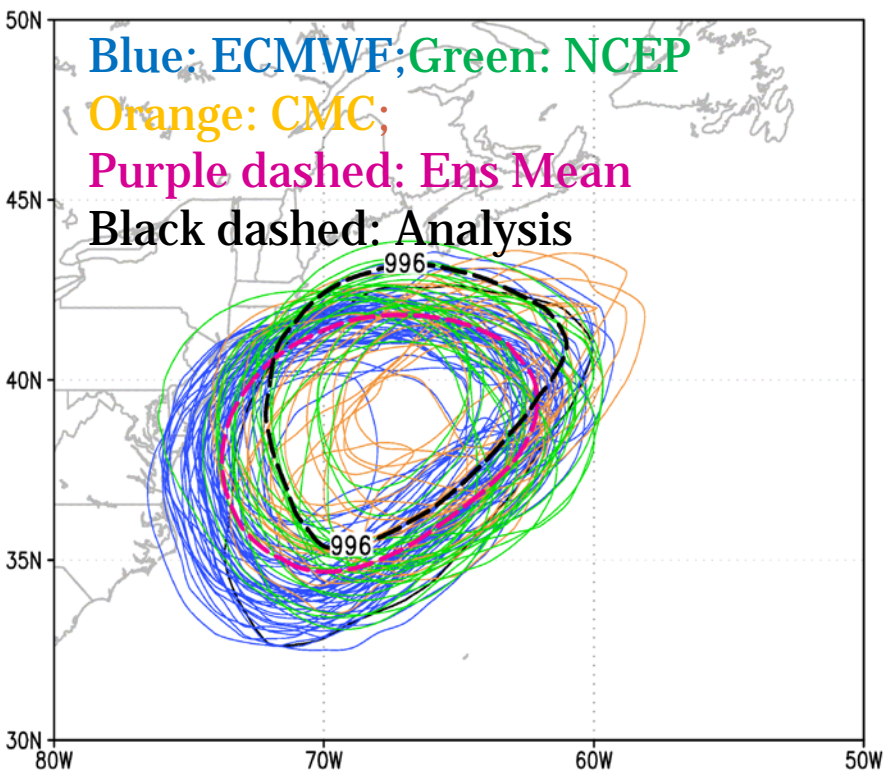 50N
Blue: ECMWF;Green: NCEP
Orange: CMC;
Purple dashed: Ens Mean
45N
Black dashed: Analysis
996
40N
996
35N
30N
80W 70W 60W 50W